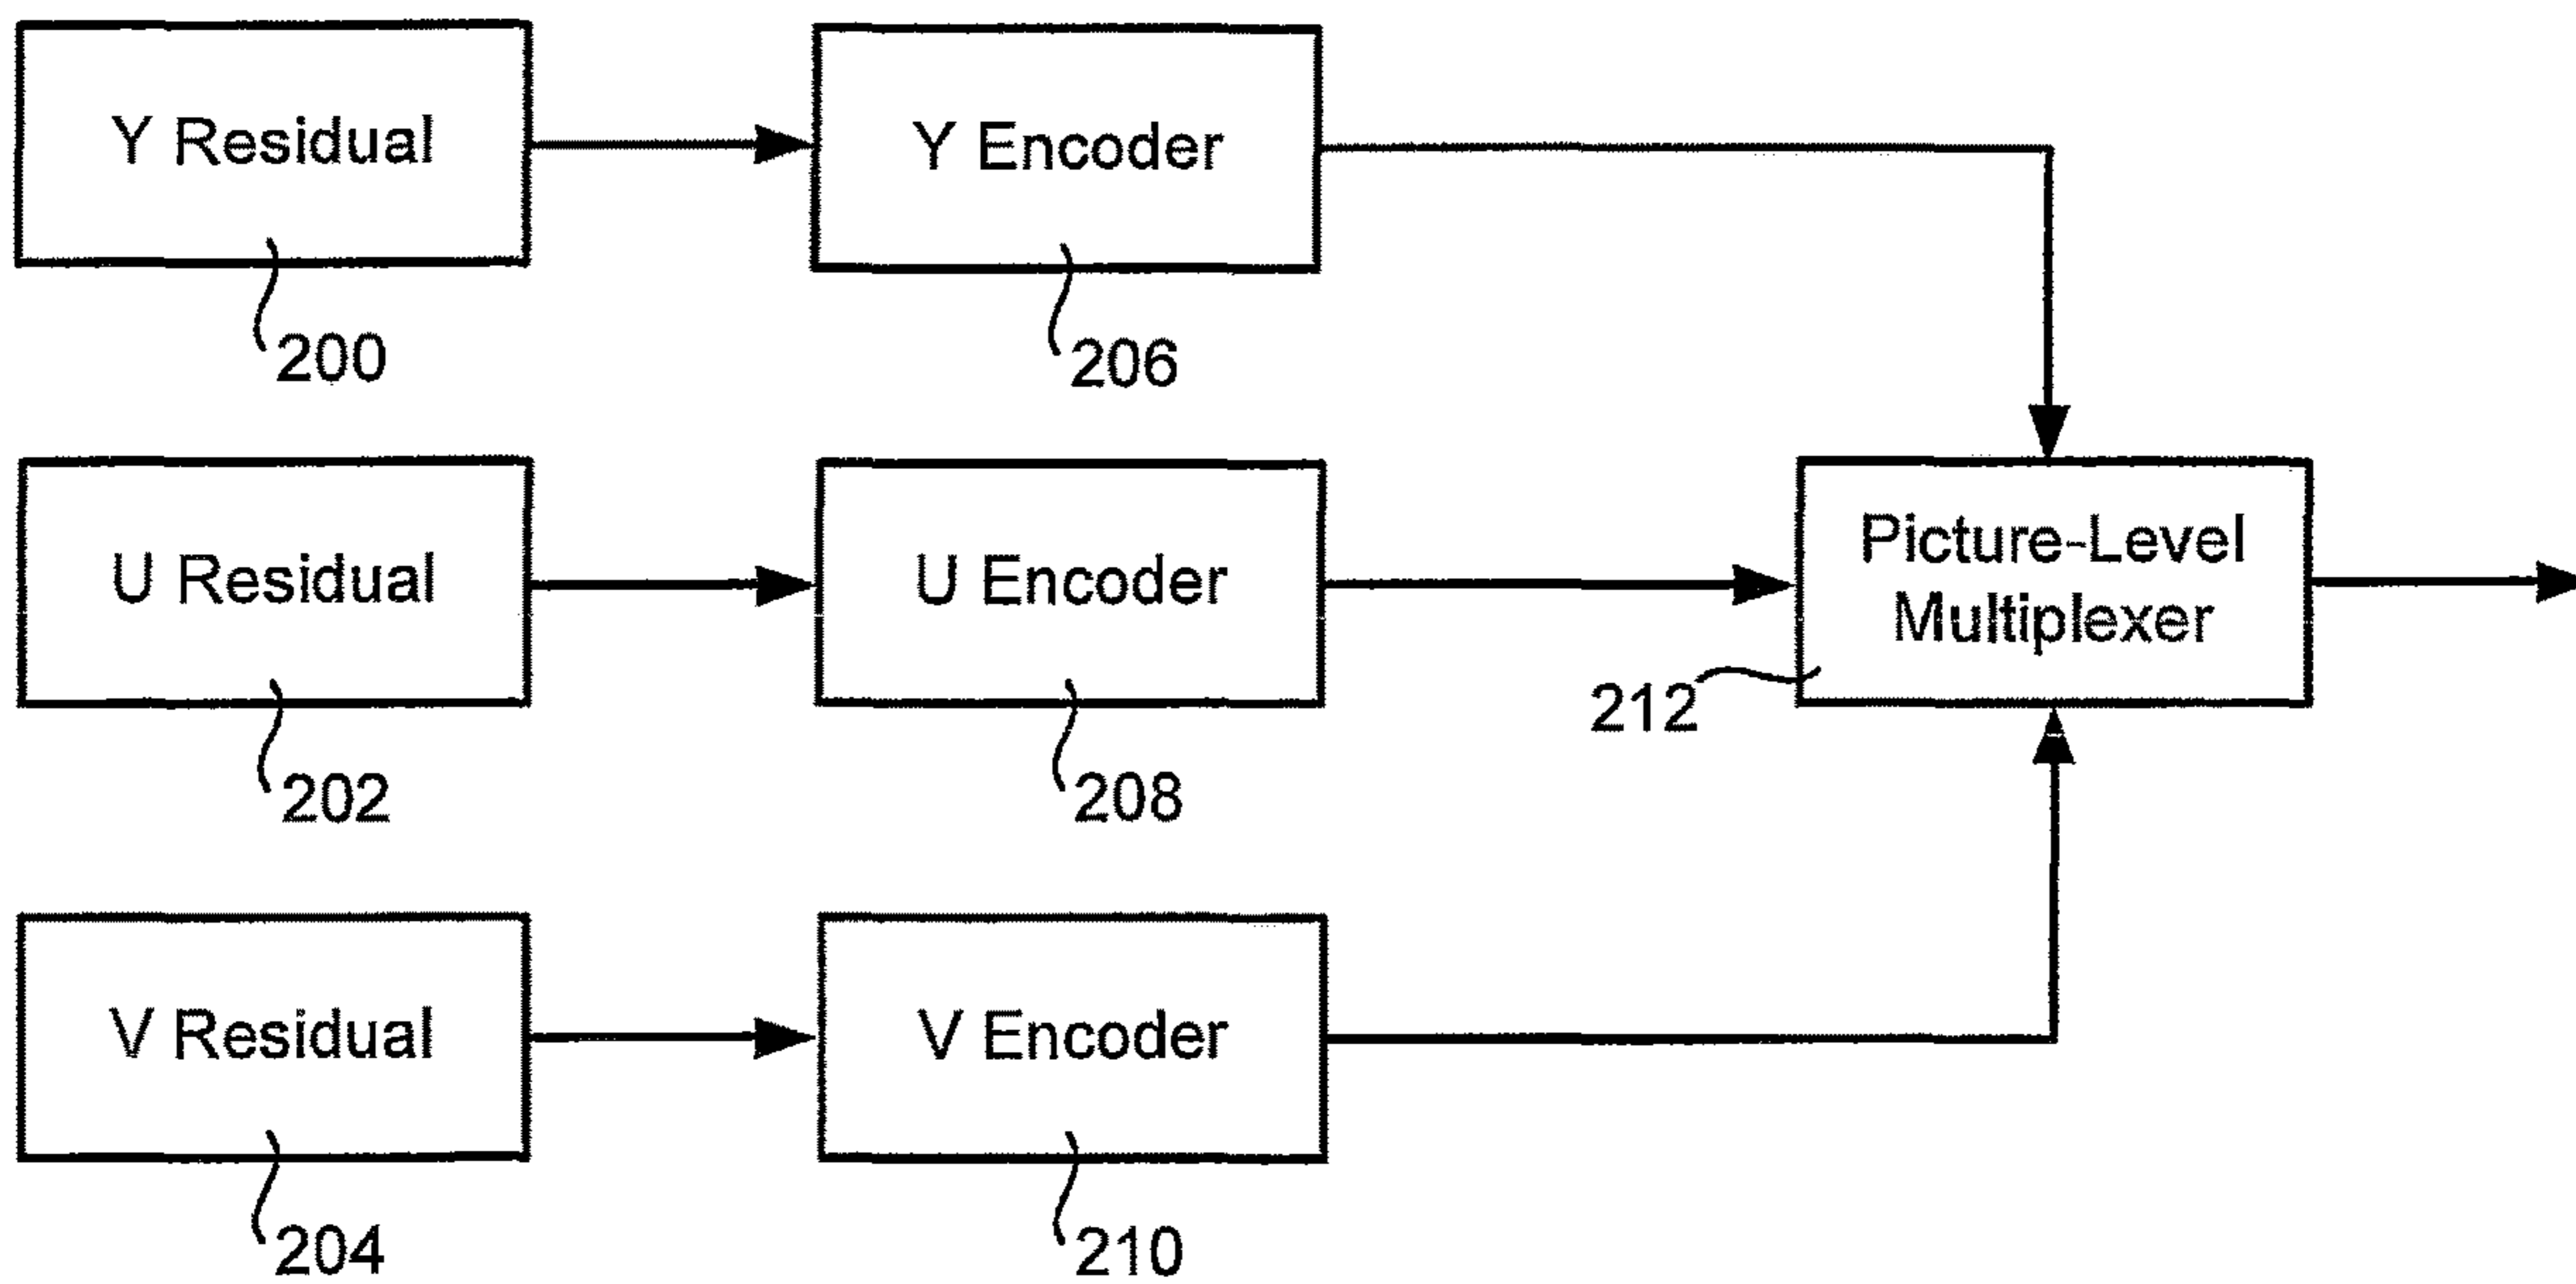 Y Residual
Y Encoder
200
206
U Residual
U Encoder
Picture-Level
Multiplexer
202
208
212
V Residual
V Encoder
204
210